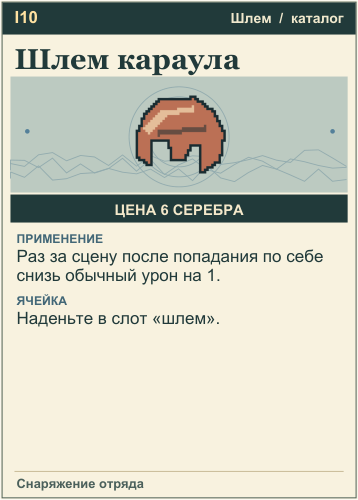 I10
Шлем / каталог
Шлем караула
ЦЕНА 6 СЕРЕБРА
ПРИМЕНЕНИЕ
Раз за сцену после попадания по себе
снизь обычный урон на 1.
ЯЧЕЙКА
Наденьте в слот «шлем».
Снаряжение отряда